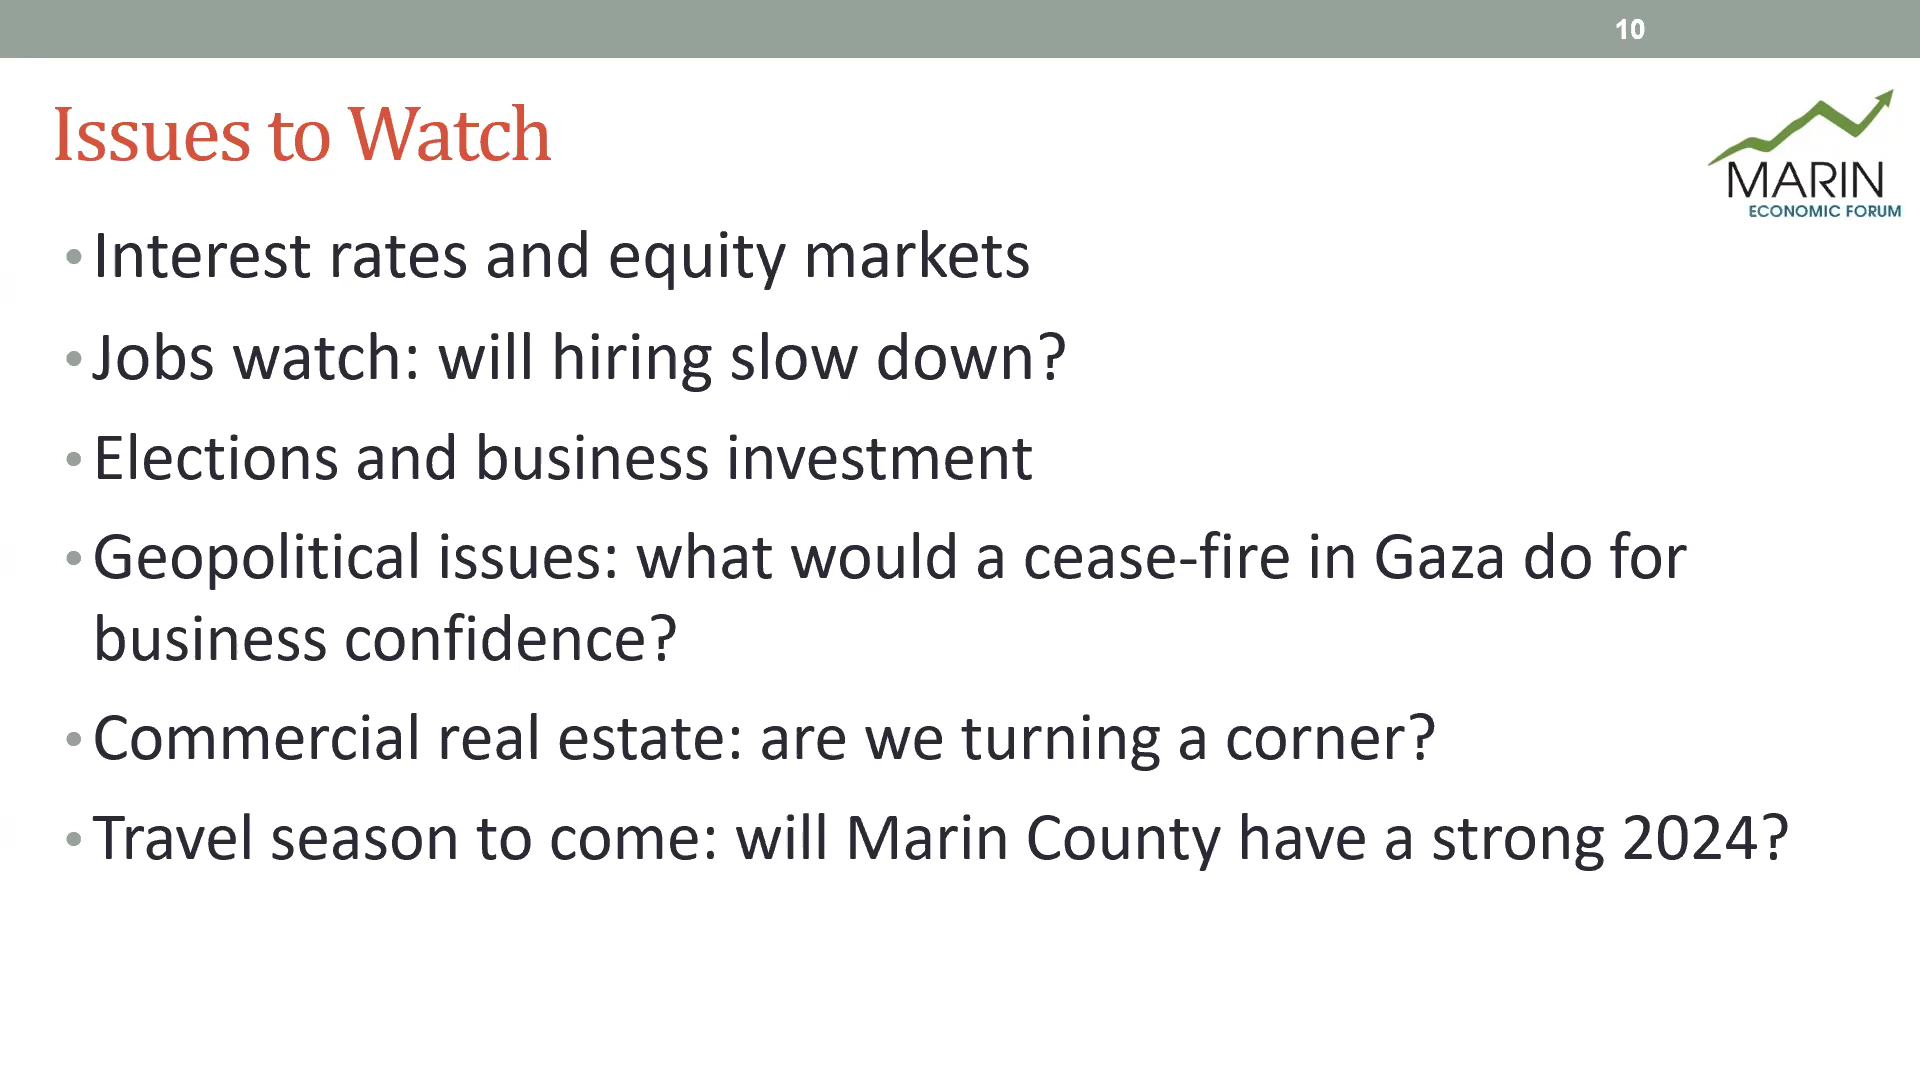 10
Issues to Watch
MARIN
ECONOMIC FORUM
• Interest rates and equity markets
• Jobs watch: will hiring slow down?
• Elections and business investment
• Geopolitical issues: what would a cease-fire in Gaza do for
business confidence?
• Commercial real estate: are we turning a corner?
• Travel season to come: will Marin County have a strong 2024?